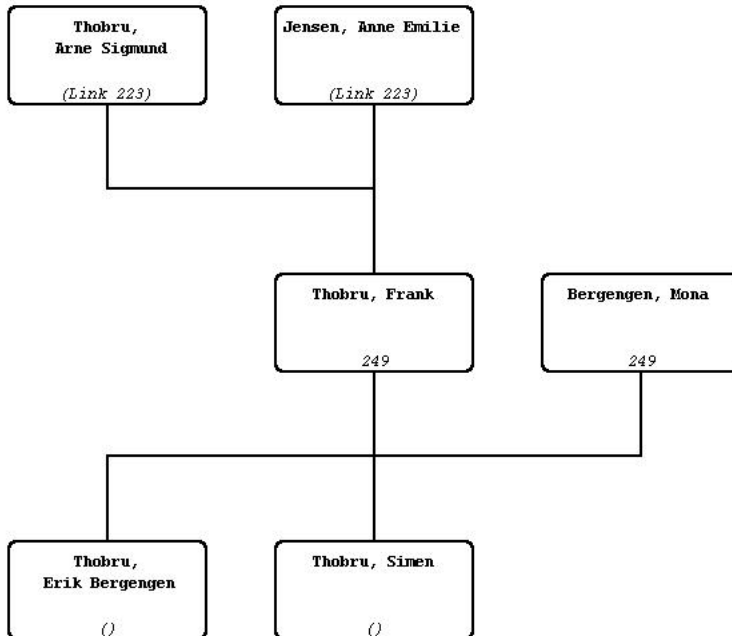 Thobru,
Arne Sigmund
(Link 223)
Jensen, Anne Emilie
(Link 223)
Thobru, Frank
249
Bergengen, Mona
249
Thobru,
Erik Bergengen
()
Thobru, Simen
()